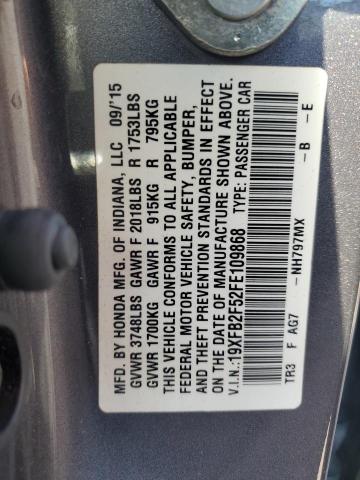 MFD. BY HONDA MFG. OF INDIANA, LLC 09/'15
GVWR 3748LBS GAWR F 2018LBS R 1753LBS
GVWR 1700KG GAWR F 915KG R 795KG
THIS VEHICLE CONFORMS TO ALL APPLICABLE
FEDERAL MOTOR VEHICLE SAFETY, BUMPER,
AND THEFT PREVENTION STANDARDS IN EFFECT
ON THE DATE OF MANUFACTURE SHOWN ABOVE.
V.I.N.:19XFB2F52FE109868 TYPE: PASSENGER CAR
TR3 F AG7 - NH797MX - B - E